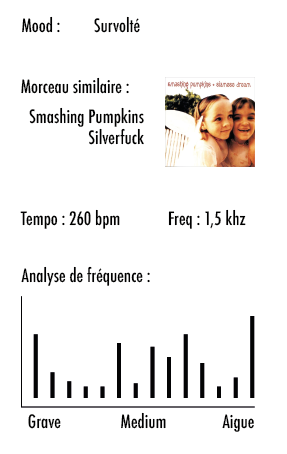 Mood : Survolté
Morceau similaire :
smashing pumpkins • siamese dream
Smashing Pumpkins
Silverfuck
Tempo : 260 bpm Freq : 1,5 khz
Analyse de fréquence :
Grave Medium Aigue